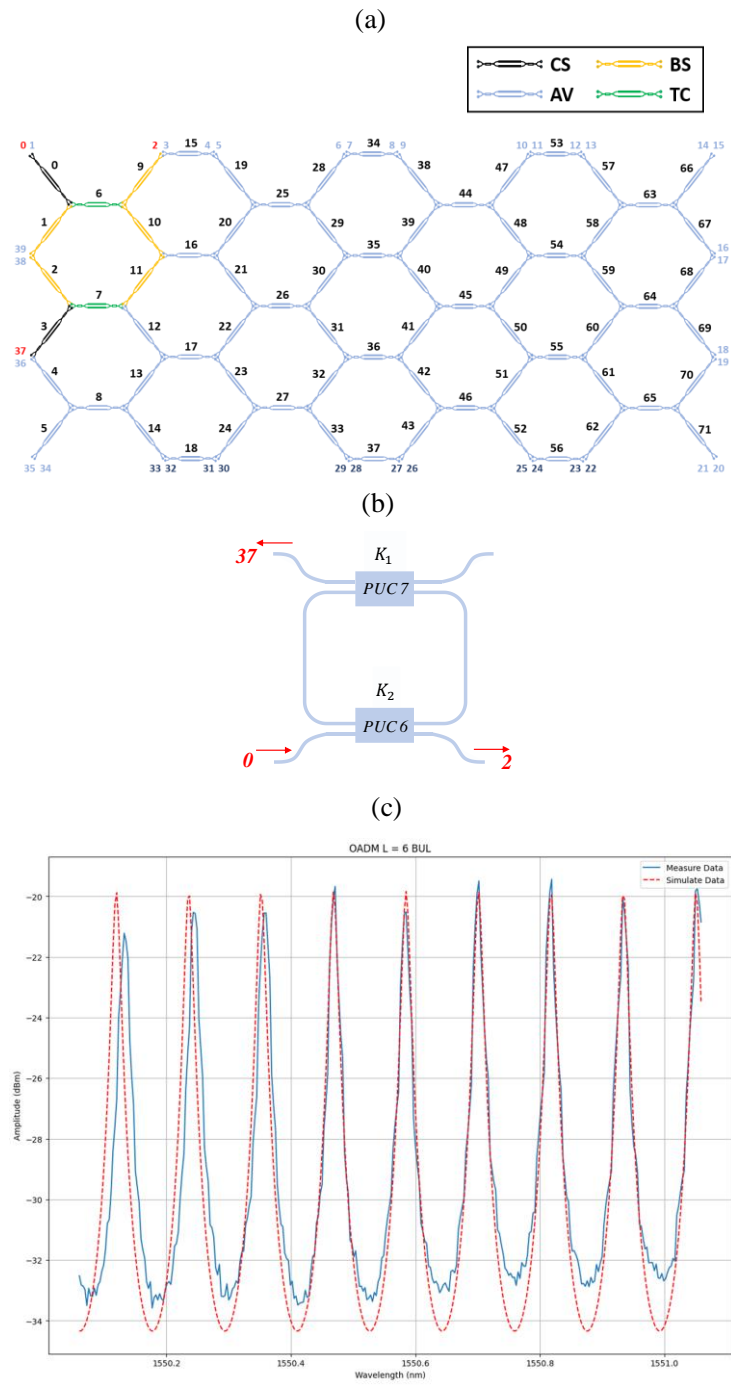 (a)
CS BS
AV TC
0 1 2 3 15 4 5 6 7 34 8 9 10 11 53 12 13 14 15
0 9 19 28 38 47 57 66
6 25 44 63
1 10 20 29 39 48 58 67
39 16 35 54 16
38 17
2 11 21 30 40 49 59 68
7 26 45 64
3 12 22 31 41 50 60 69
37 17 36 55 18
36 19
4 13 23 32 42 51 61 70
8 27 46 65
5 14 24 33 43 52 62 71
18 37 56
35 34 33 32 31 30 29 28 27 26 25 24 23 22 21 20
(b)
37
K1
PUC 7
K2
PUC 6
0
2
(c)
OADM L = 6 BUL
Measure Data
Simulate Data
−20
−22
−24
−26
−28
−30
−32
−34
Amplitude (dBm)
1550.2 1550.4 1550.6 1550.8 1551.0
Wavelength (nm)